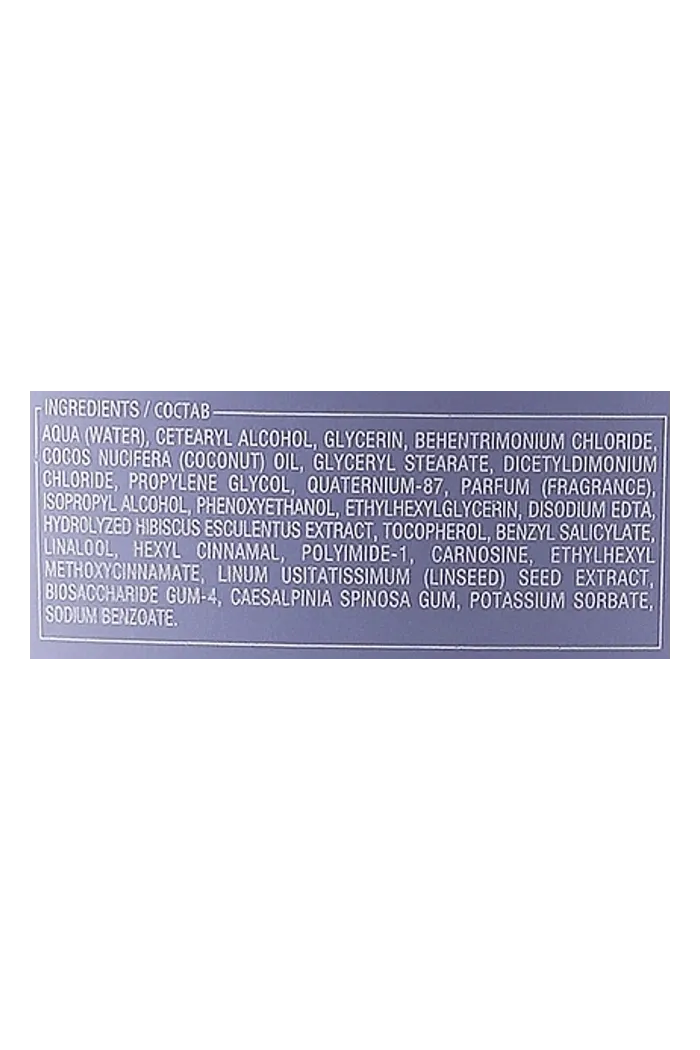 INGREDIENTS / СОСТАВ
AQUA (WATER), CETEARYL ALCOHOL, GLYCERIN, BEHENTRIMONIUM CHLORIDE,
COCOS NUCIFERA (COCONUT) OIL, GLYCERYL STEARATE, DICETYLDIMONIUM
CHLORIDE, PROPYLENE GLYCOL, QUATERNIUM-87, PARFUM (FRAGRANCE),
ISOPROPYL ALCOHOL, PHENOXYETHANOL, ETHYLHEXYLGLYCERIN, DISODIUM EDTA,
HYDROLYZED HIBISCUS ESCULENTUS EXTRACT, TOCOPHEROL, BENZYL SALICYLATE,
LINALOOL, HEXYL CINNAMAL, POLYIMIDE-1, CARNOSINE, ETHYLHEXYL
METHOXYCINNAMATE, LINUM USITATISSIMUM (LINSEED) SEED EXTRACT,
BIOSACCHARIDE GUM-4, CAESALPINIA SPINOSA GUM, POTASSIUM SORBATE,
SODIUM BENZOATE.